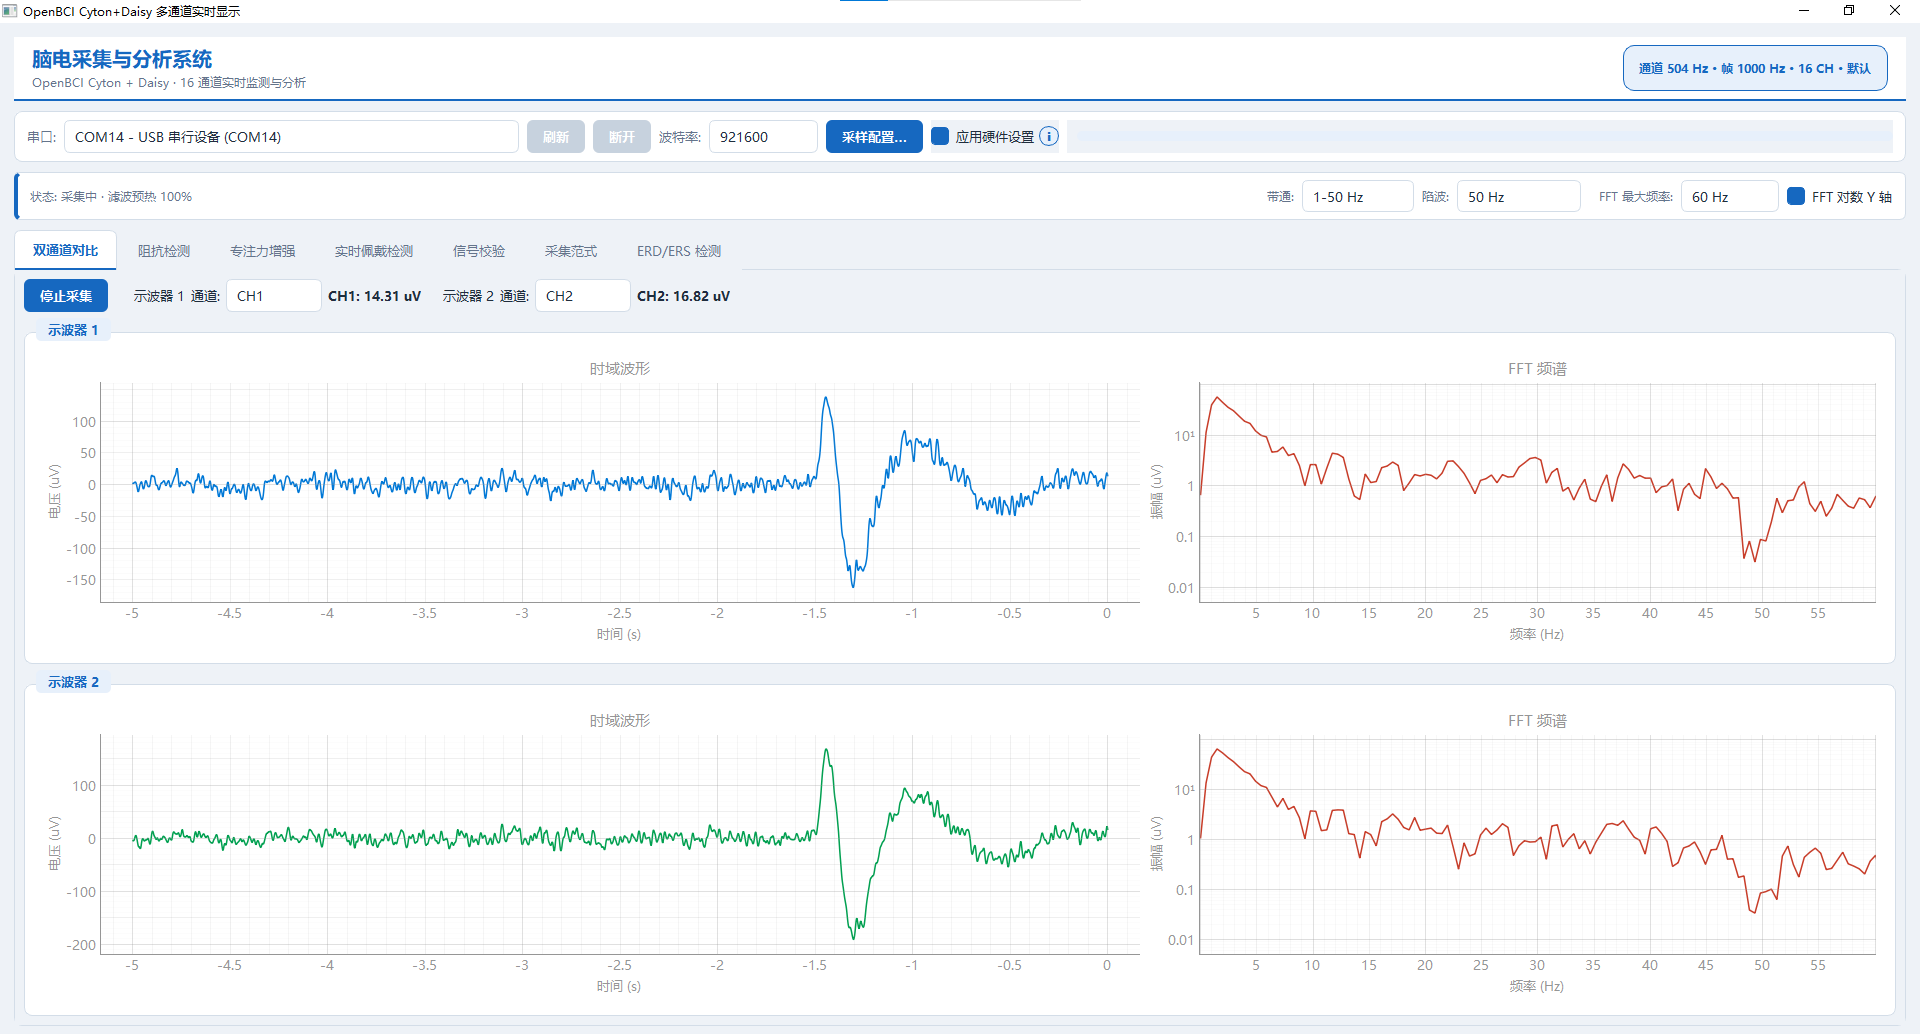 OpenBCI Cyton+Daisy 多通道实时显示
脑电采集与分析系统
OpenBCI Cyton + Daisy · 16 通道实时监测与分析
通道 504 Hz • 帧 1000 Hz • 16 CH • 默认
串口: COM14 - USB 串行设备 (COM14) 刷新 断开 波特率: 921600 采样配置... 应用硬件设置 i
状态: 采集中 · 滤波预热 100% 带通: 1-50 Hz 陷波: 50 Hz FFT 最大频率: 60 Hz FFT 对数 Y 轴
双通道对比 阻抗检测 专注力增强 实时佩戴检测 信号校验 采集范式 ERD/ERS 检测
停止采集 示波器 1 通道: CH1 CH1: 14.31 uV 示波器 2 通道: CH2 CH2: 16.82 uV
示波器 1
时域波形
电压 (uV)
100
50
0
-50
-100
-150
-5 -4.5 -4 -3.5 -3 -2.5 -2 -1.5 -1 -0.5 0
时间 (s)
FFT 频谱
振幅 (uV)
10¹
1
0.1
0.01
5 10 15 20 25 30 35 40 45 50 55
频率 (Hz)
示波器 2
时域波形
电压 (uV)
100
0
-100
-200
-5 -4.5 -4 -3.5 -3 -2.5 -2 -1.5 -1 -0.5 0
时间 (s)
FFT 频谱
振幅 (uV)
10¹
1
0.1
0.01
5 10 15 20 25 30 35 40 45 50 55
频率 (Hz)